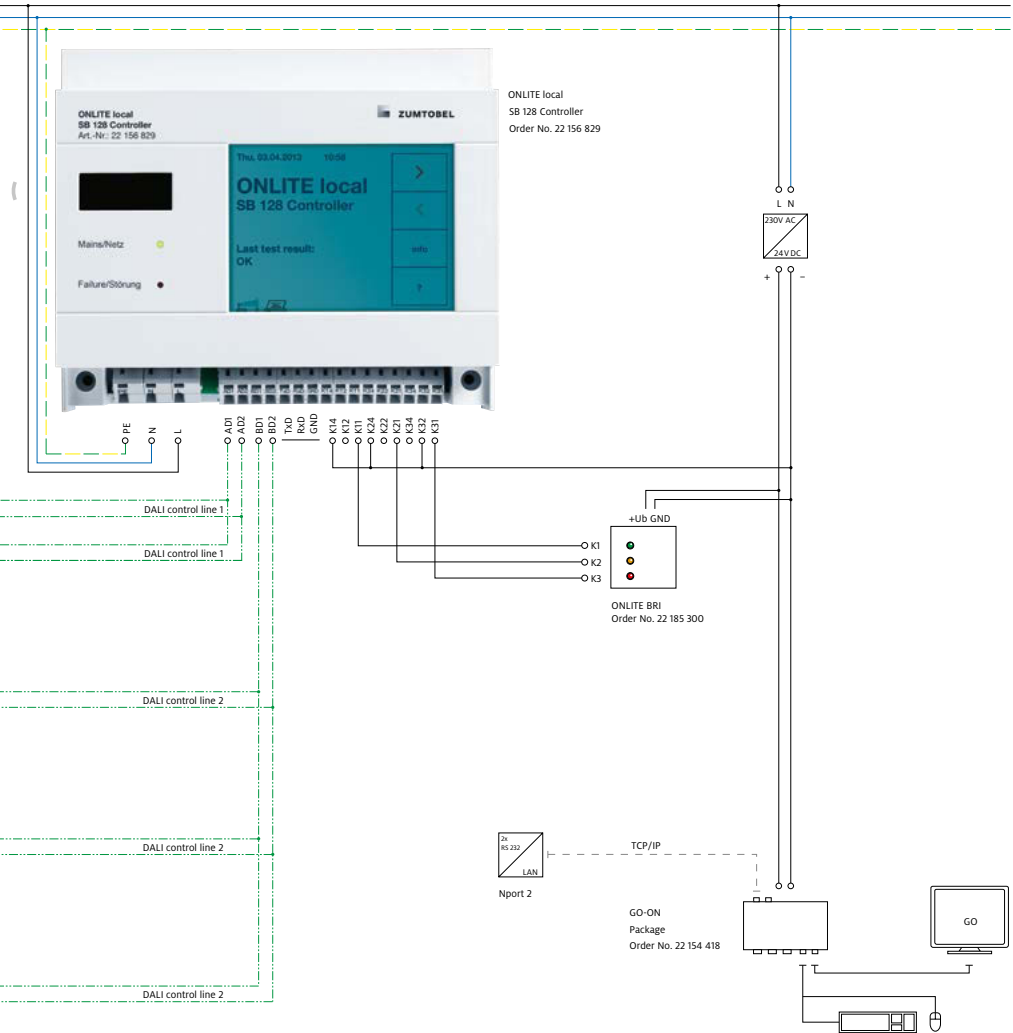 ONLITE local
SB 128 Controller
Art.-Nr.: 22 156 829
ZUMTOBEL
Thu, 03.04.2013 10:58
ONLITE local
SB 128 Controller
Last test result:
OK
>
<
info
?
Mains/Netz
Failure/Störung
ONLITE local
SB 128 Controller
Order No. 22 156 829
L N
230V AC
24 V DC
+ −
PE
N
L
AD1
AD2
BD1
BD2
TxD
RxD
GND
K14
K12
K11
K24
K22
K21
K34
K32
K31
DALI control line 1
DALI control line 1
+Ub GND
K1
K2
K3
ONLITE BRI
Order No. 22 185 300
DALI control line 2
DALI control line 2
2x
RS 232
LAN
TCP/IP
Nport 2
GO-ON
Package
Order No. 22 154 418
GO
DALI control line 2